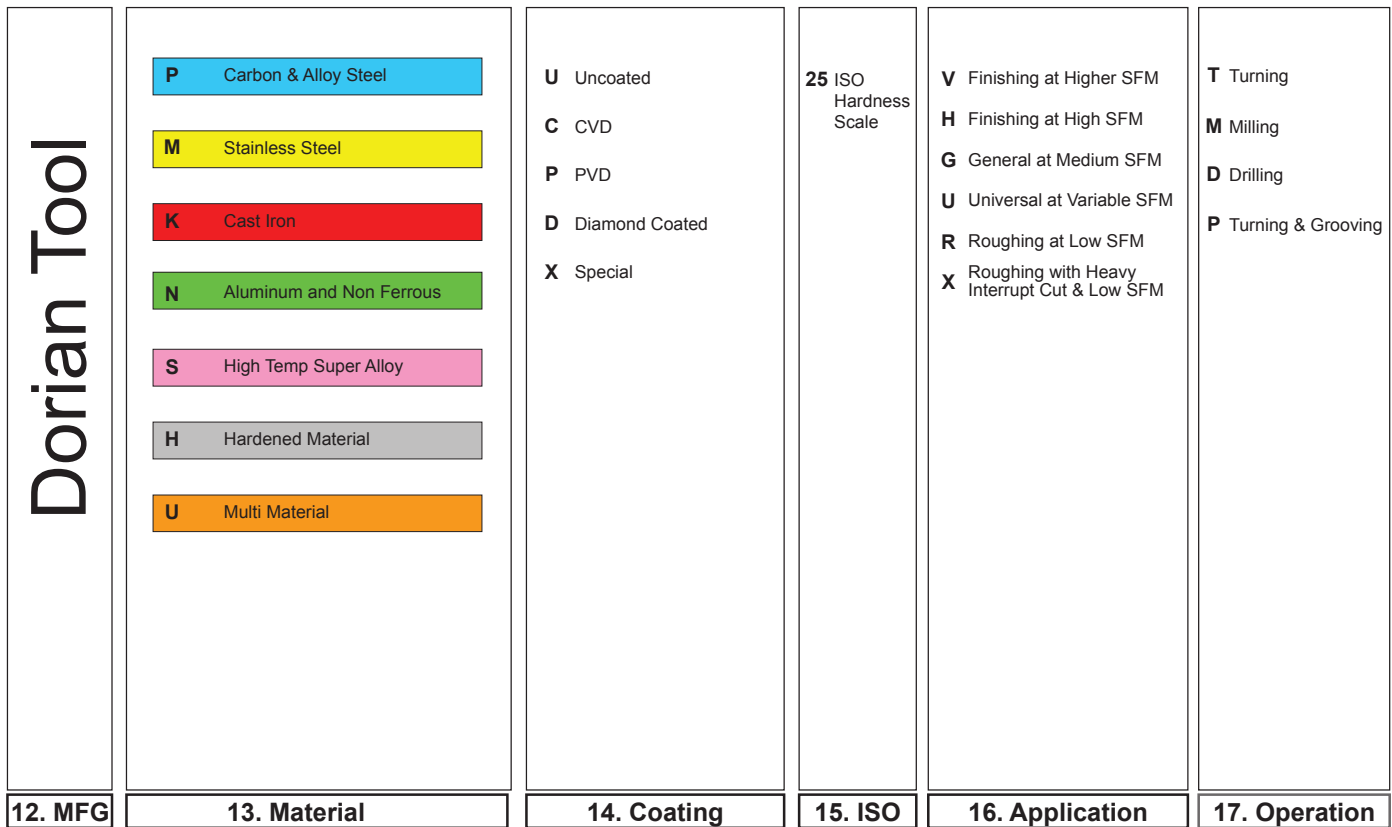 Dorian Tool
P Carbon & Alloy Steel
M Stainless Steel
K Cast Iron
N Aluminum and Non Ferrous
S High Temp Super Alloy
H Hardened Material
U Multi Material
U Uncoated
C CVD
P PVD
D Diamond Coated
X Special
25 ISO
Hardness
Scale
V Finishing at Higher SFM
H Finishing at High SFM
G General at Medium SFM
U Universal at Variable SFM
R Roughing at Low SFM
X Roughing with Heavy
Interrupt Cut & Low SFM
T Turning
M Milling
D Drilling
P Turning & Grooving
12. MFG
13. Material
14. Coating
15. ISO
16. Application
17. Operation